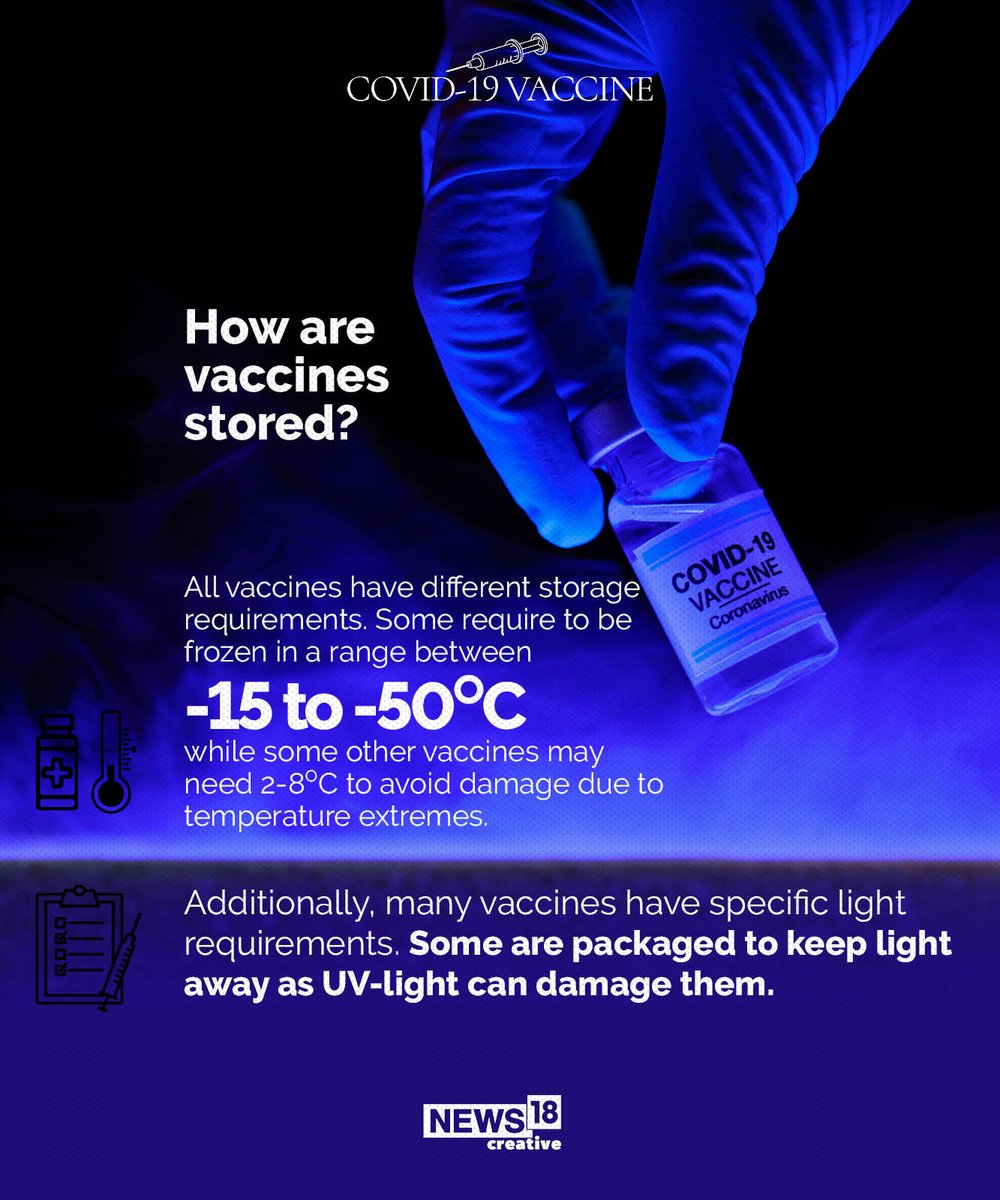 COVID-19 VACCINE
How are
vaccines
stored?
COVID-19
VACCINE
Coronavirus
All vaccines have different storage
requirements. Some require to be
frozen in a range between
-15 to -50°C
while some other vaccines may
need 2-8°C to avoid damage due to
temperature extremes.
Additionally, many vaccines have specific light
requirements. Some are packaged to keep light
away as UV-light can damage them.
NEWS18
creative